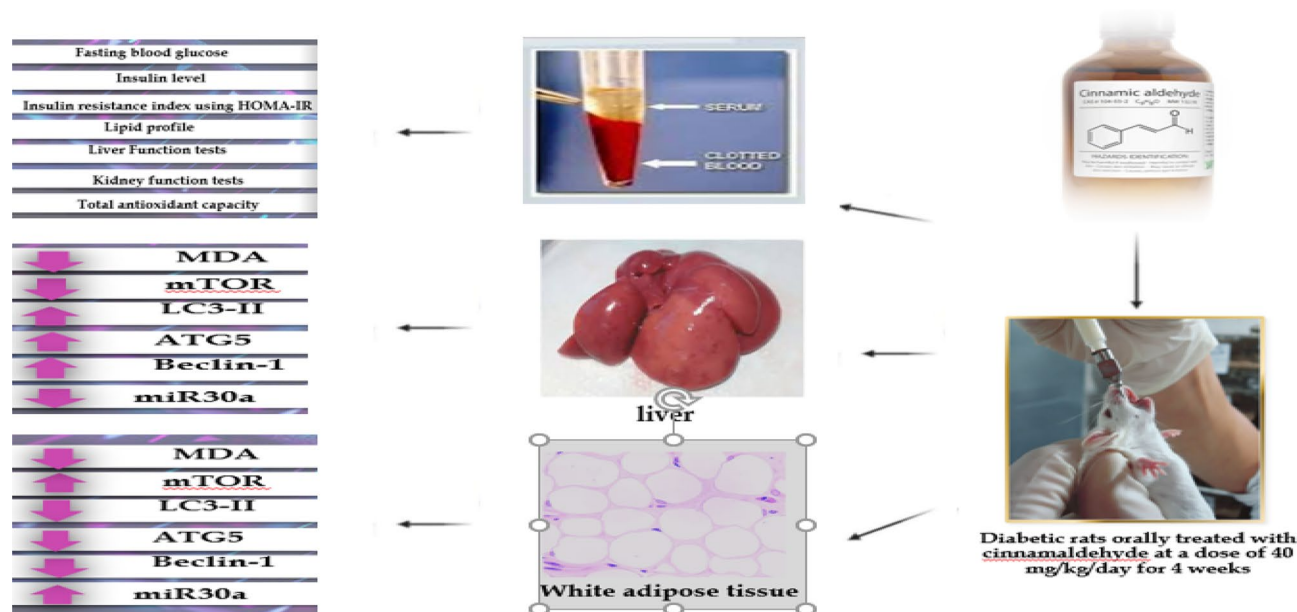 Fasting blood glucose
Insulin level
Insulin resistance index using HOMA-IR
Lipid profile
Liver Function tests
Kidney function tests
Total antioxidant capacity
MDA
mTOR
LC3-II
ATG5
Beclin-1
miR30a
MDA
mTOR
LC3-II
ATG5
Beclin-1
miR30a
SERUM
CLOTTED
BLOOD
liver
White adipose tissue
Cinnamic aldehyde
O
H
HAZARDS IDENTIFICATION
Diabetic rats orally treated with
cinnamaldehyde at a dose of 40
mg/kg/day for 4 weeks